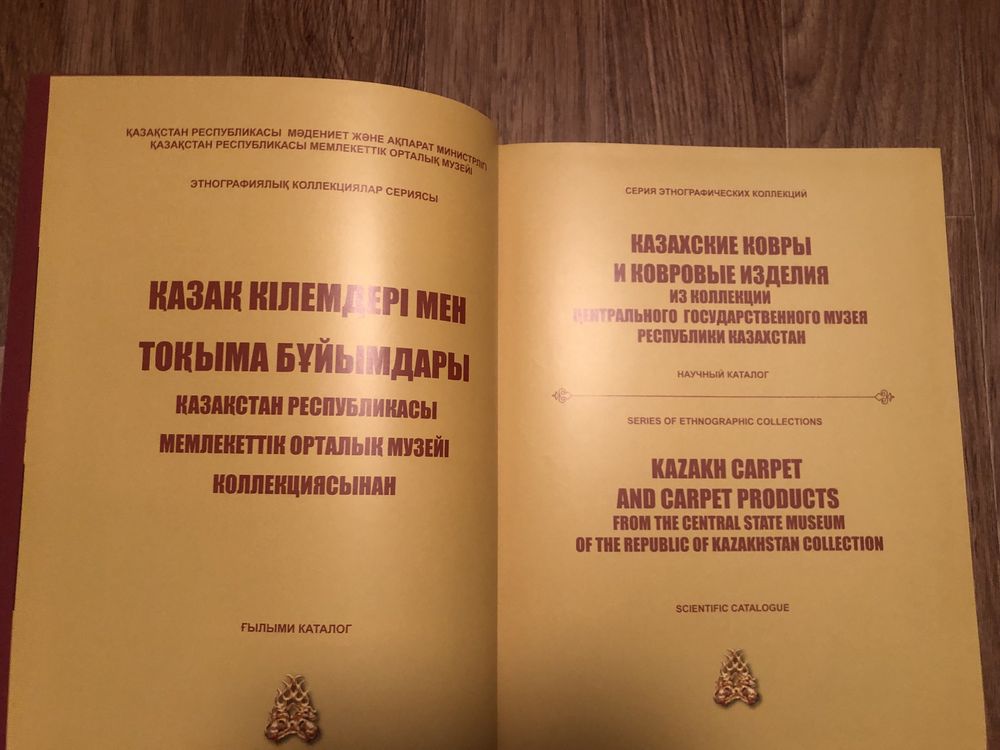 ҚАЗАҚСТАН РЕСПУБЛИКАСЫ МӘДЕНИЕТ ЖӘНЕ АҚПАРАТ МИНИСТРЛІГІ
ҚАЗАҚСТАН РЕСПУБЛИКАСЫ МЕМЛЕКЕТТІК ОРТАЛЫҚ МУЗЕЙІ
ЭТНОГРАФИЯЛЫҚ КОЛЛЕКЦИЯЛАР СЕРИЯСЫ
ҚАЗАҚ КІЛЕМДЕРІ МЕН
ТОҚЫМА БҰЙЫМДАРЫ
ҚАЗАҚСТАН РЕСПУБЛИКАСЫ
МЕМЛЕКЕТТІК ОРТАЛЫҚ МУЗЕЙІ
КОЛЛЕКЦИЯСЫНАН
ҒЫЛЫМИ КАТАЛОГ
СЕРИЯ ЭТНОГРАФИЧЕСКИХ КОЛЛЕКЦИЙ
КАЗАХСКИЕ КОВРЫ
И КОВРОВЫЕ ИЗДЕЛИЯ
ИЗ КОЛЛЕКЦИИ
ЦЕНТРАЛЬНОГО ГОСУДАРСТВЕННОГО МУЗЕЯ
РЕСПУБЛИКИ КАЗАХСТАН
НАУЧНЫЙ КАТАЛОГ
SERIES OF ETHNOGRAPHIC COLLECTIONS
KAZAKH CARPET
AND CARPET PRODUCTS
FROM THE CENTRAL STATE MUSEUM
OF THE REPUBLIC OF KAZAKHSTAN COLLECTION
SCIENTIFIC CATALOGUE